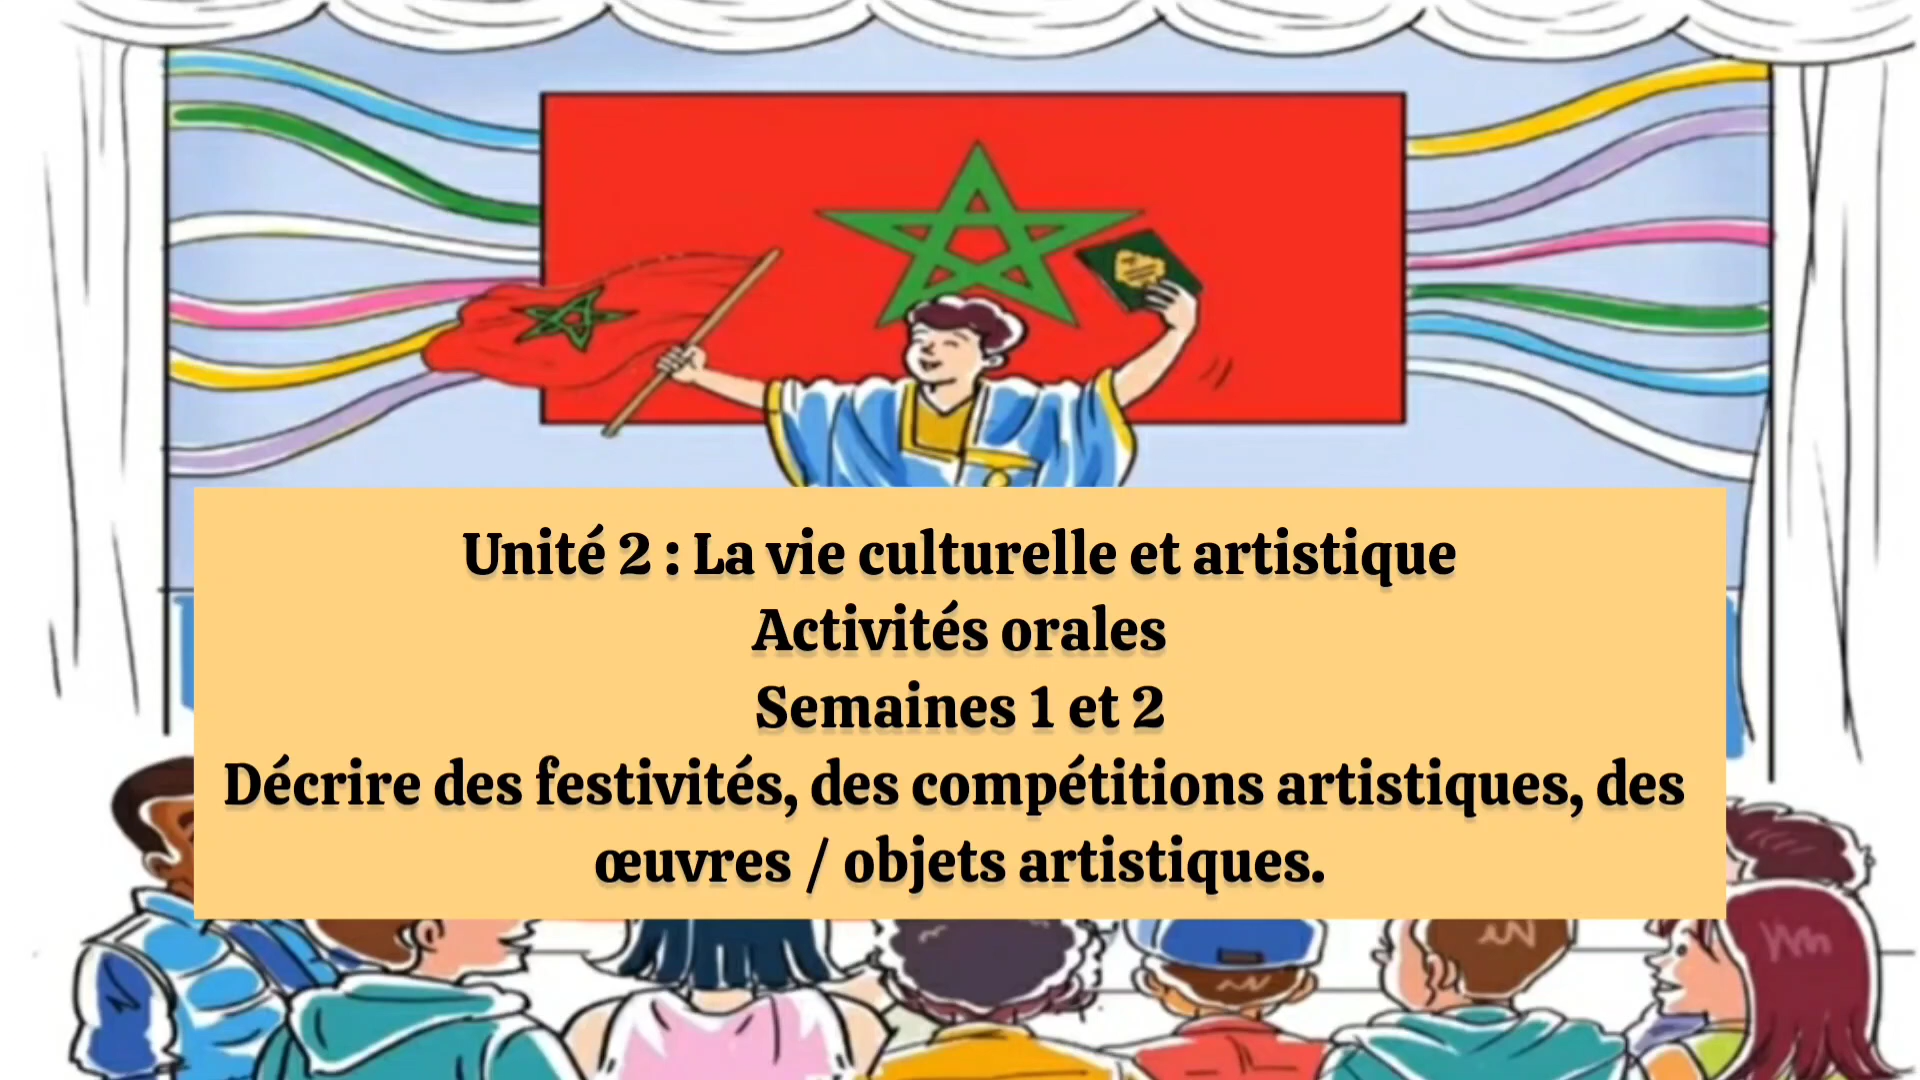 Unité 2 : La vie culturelle et artistique
Activités orales
Semaines 1 et 2
Décrire des festivités, des compétitions artistiques, des
œuvres / objets artistiques.